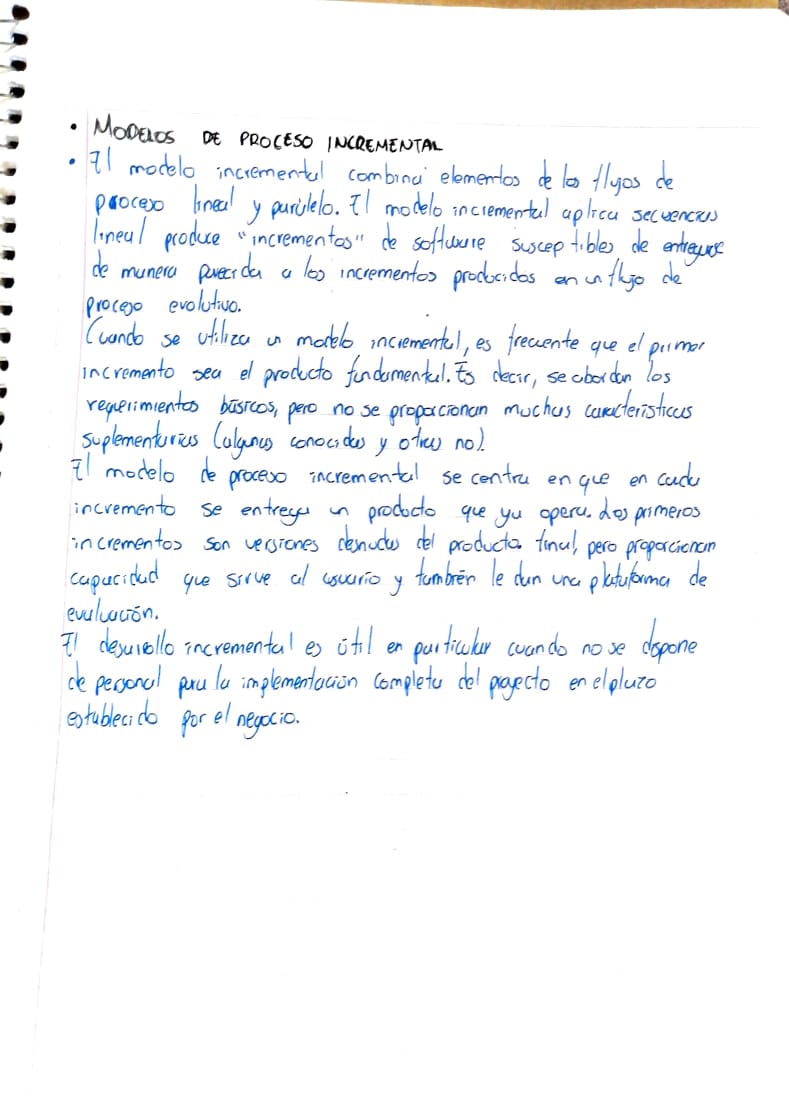 • MODELOS DE PROCESO INCREMENTAL
• El modelo incremental combina elementos de los flujos de
proceso lineal y paralelo. El modelo incremental aplica secuencias
lineal produce "incrementos" de software susceptibles de entregarse
de manera parecida a los incrementos producidos en un flujo de
proceso evolutivo.
Cuando se utiliza un modelo incremental, es frecuente que el primer
incremento sea el producto fundamental. Es decir, se abordan los
requerimientos básicos, pero no se proporcionan muchas características
suplementarias (algunas conocidas y otras no).
El modelo de proceso incremental se centra en que en cada
incremento se entrega un producto que ya opera. Los primeros
incrementos son versiones desnudas del producto final, pero proporcionan
capacidad que sirve al usuario y también le dan una plataforma de
evaluación.
El desarrollo incremental es útil en particular cuando no se dispone
de personal para la implementación completa del proyecto en el plazo
establecido por el negocio.